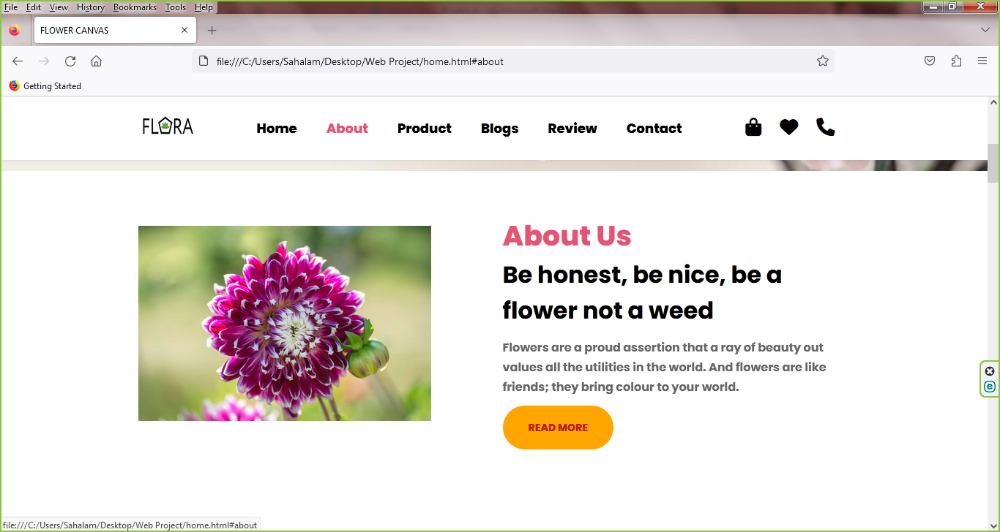 File Edit View History Bookmarks Tools Help
FLOWER CANVAS
file:///C:/Users/Sahalam/Desktop/Web Project/home.html#about
Getting Started
FLORA Home About Product Blogs Review Contact
About Us
Be honest, be nice, be a
flower not a weed
Flowers are a proud assertion that a ray of beauty out
values all the utilities in the world. And flowers are like
friends; they bring colour to your world.
READ MORE
e
file:///C:/Users/Sahalam/Desktop/Web Project/home.html#about